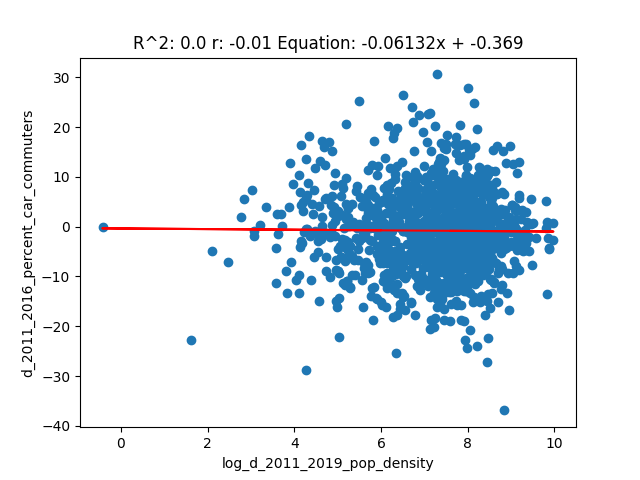 R^2: 0.0 r: -0.01 Equation: -0.06132x + -0.369
30
20
10
0
−10
−20
−30
−40
d_2011_2016_percent_car_commuters
0 2 4 6 8 10
log_d_2011_2019_pop_density